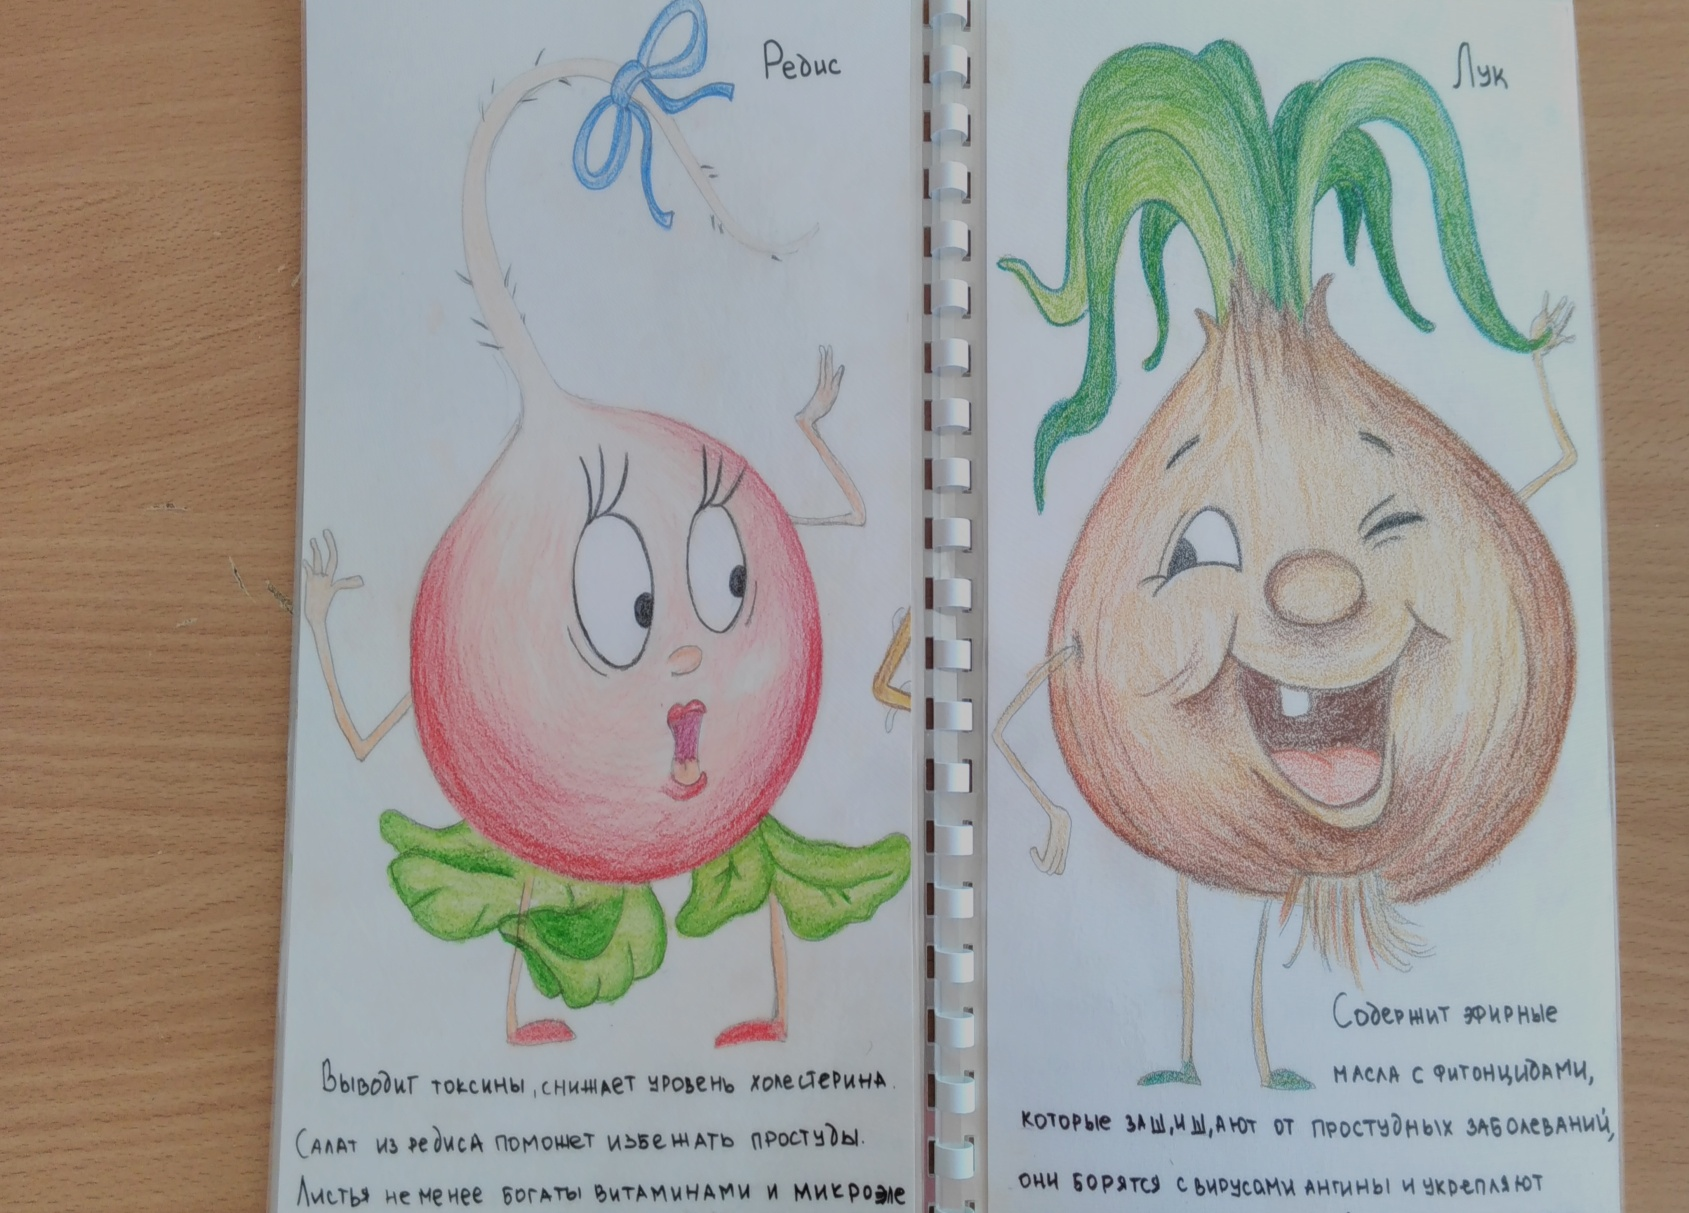 Редис
Выводит токсины, снижает уровень холестерина.
Салат из редиса поможет избежать простуды.
Листья не менее богаты витаминами и микроэле
Лук
Содержит эфирные
масла с фитонцидами,
которые защищают от простудных заболеваний,
они борятся с вирусами ангины и укрепляют